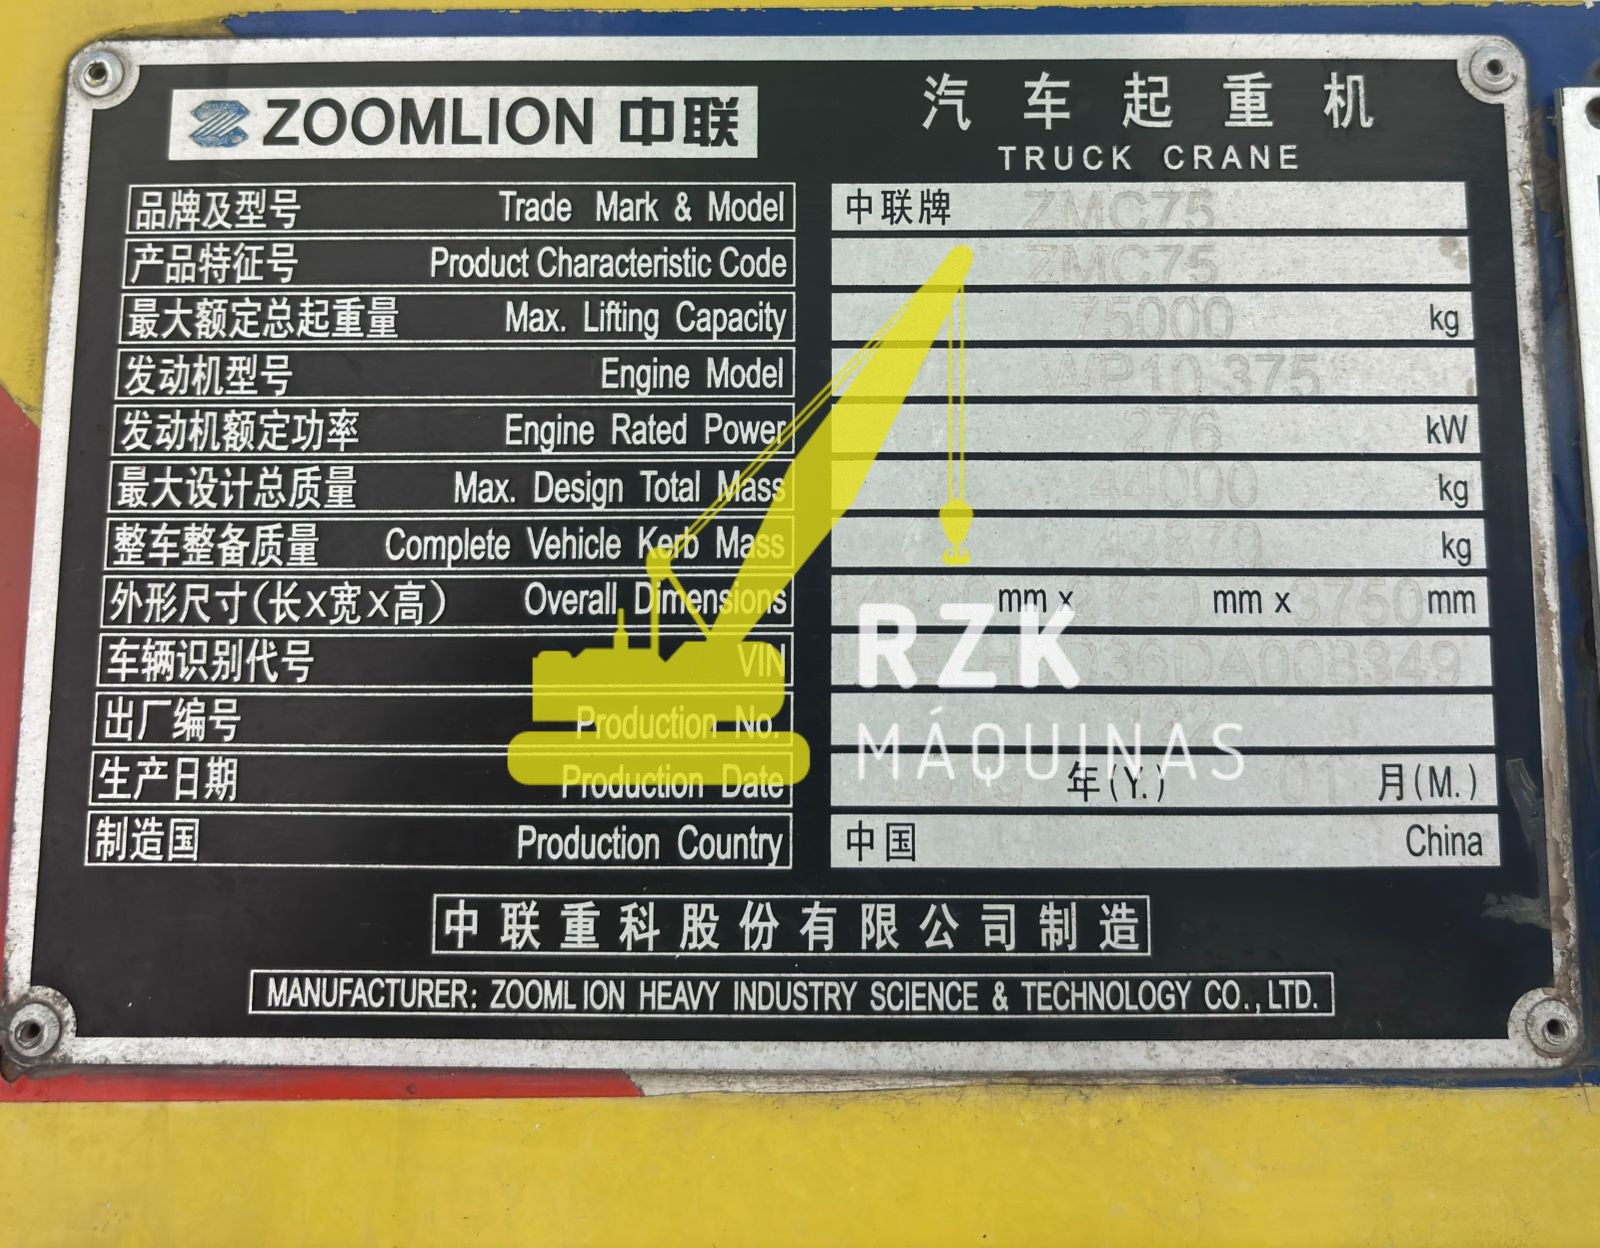 ZOOMLION 中联
汽车起重机
TRUCK CRANE
品牌及型号 Trade Mark & Model 中联牌 ZMC75
产品特征号 Product Characteristic Code ZMC75
最大额定总起重量 Max. Lifting Capacity 75000 kg
发动机型号 Engine Model WP10.375
发动机额定功率 Engine Rated Power 276 kW
最大设计总质量 Max. Design Total Mass 44000 kg
整车整备质量 Complete Vehicle Kerb Mass kg
外形尺寸(长X宽X高) Overall Dimensions mm x mm x 3750 mm
车辆识别代号 VIN
出厂编号 Production No.
生产日期 Production Date 年(Y.) 01 月(M.)
制造国 Production Country 中国 China
中联重科股份有限公司制造
MANUFACTURER: ZOOMLION HEAVY INDUSTRY SCIENCE & TECHNOLOGY CO.,LTD.
RZK
MÁQUINAS